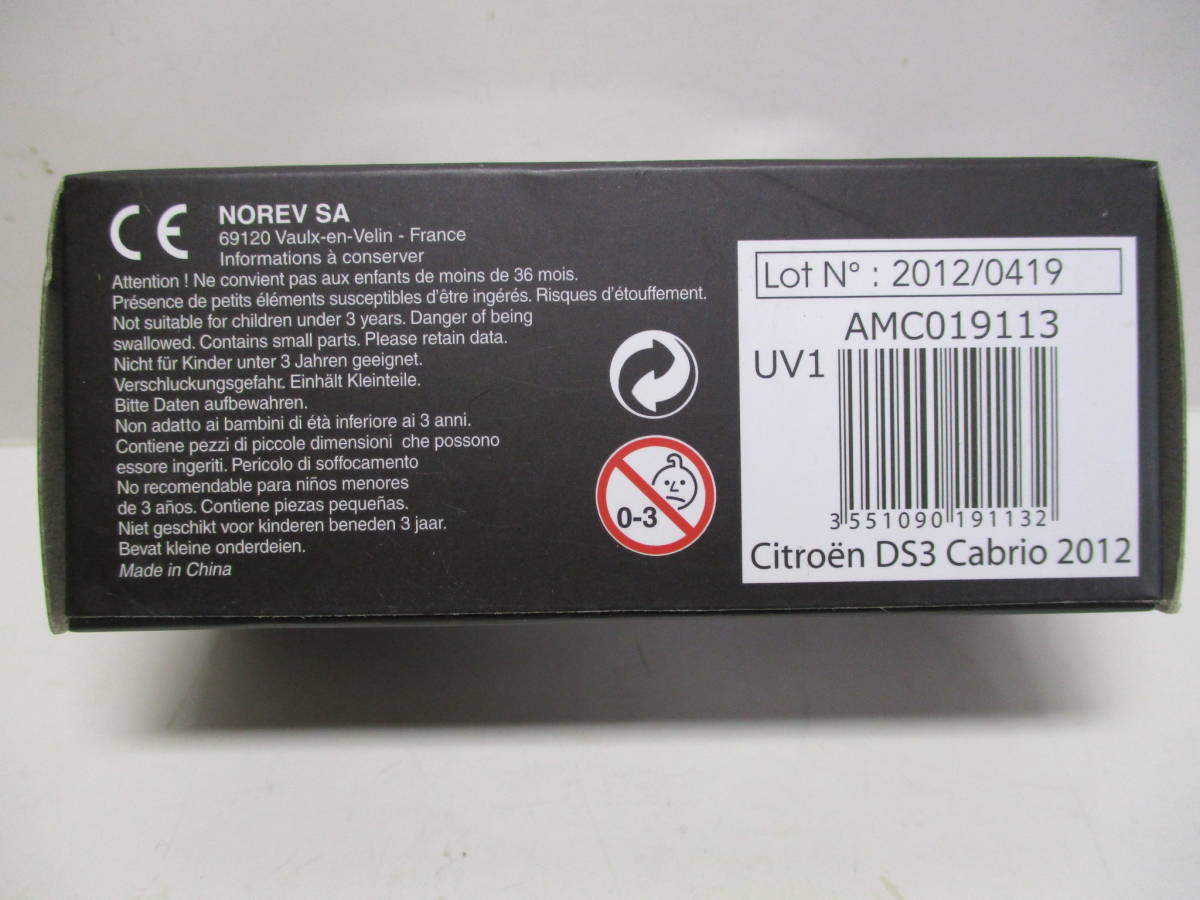 CE
NOREV SA
69120 Vaulx-en-Velin - France
Informations à conserver
Attention ! Ne convient pas aux enfants de moins de 36 mois.
Présence de petits éléments susceptibles d'être ingérés. Risques d'étouffement.
Not suitable for children under 3 years. Danger of being
swallowed. Contains small parts. Please retain data.
Nicht für Kinder unter 3 Jahren geeignet.
Verschluckungsgefahr. Einhält Kleinteile.
Bitte Daten aufbewahren.
Non adatto ai bambini di étà inferiore ai 3 anni.
Contiene pezzi di piccole dimensioni che possono
essore ingeriti. Pericolo di soffocamento
No recomendable para niños menores
de 3 años. Contiene piezas pequeñas.
Niet geschikt voor kinderen beneden 3 jaar.
Bevat kleine onderdeien.
Made in China
0-3
Lot N° : 2012/0419
AMC019113
UV1
3 551090 191132
Citroën DS3 Cabrio 2012